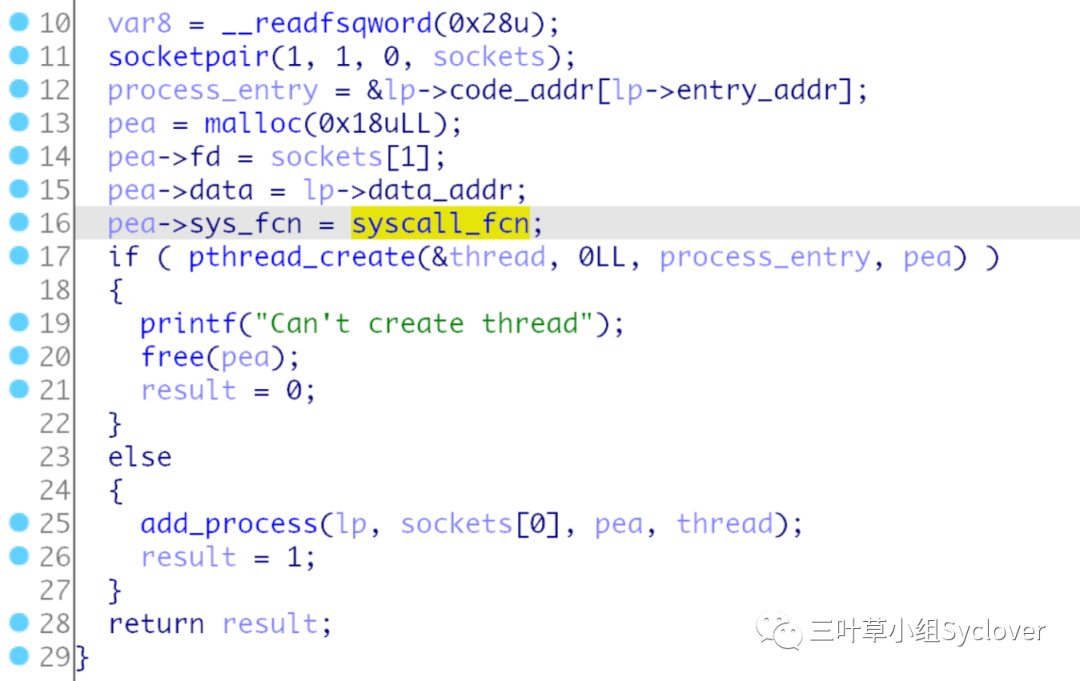 10 var8 = __readfsqword(0x28u);
11 socketpair(1, 1, 0, sockets);
12 process_entry = &lp->code_addr[lp->entry_addr];
13 pea = malloc(0x18uLL);
14 pea->fd = sockets[1];
15 pea->data = lp->data_addr;
16 pea->sys_fcn = syscall_fcn;
17 if ( pthread_create(&thread, 0LL, process_entry, pea) )
18 {
19 printf("Can't create thread");
20 free(pea);
21 result = 0;
22 }
23 else
24 {
25 add_process(lp, sockets[0], pea, thread);
26 result = 1;
27 }
28 return result;
29 }
三叶草小组Syclover